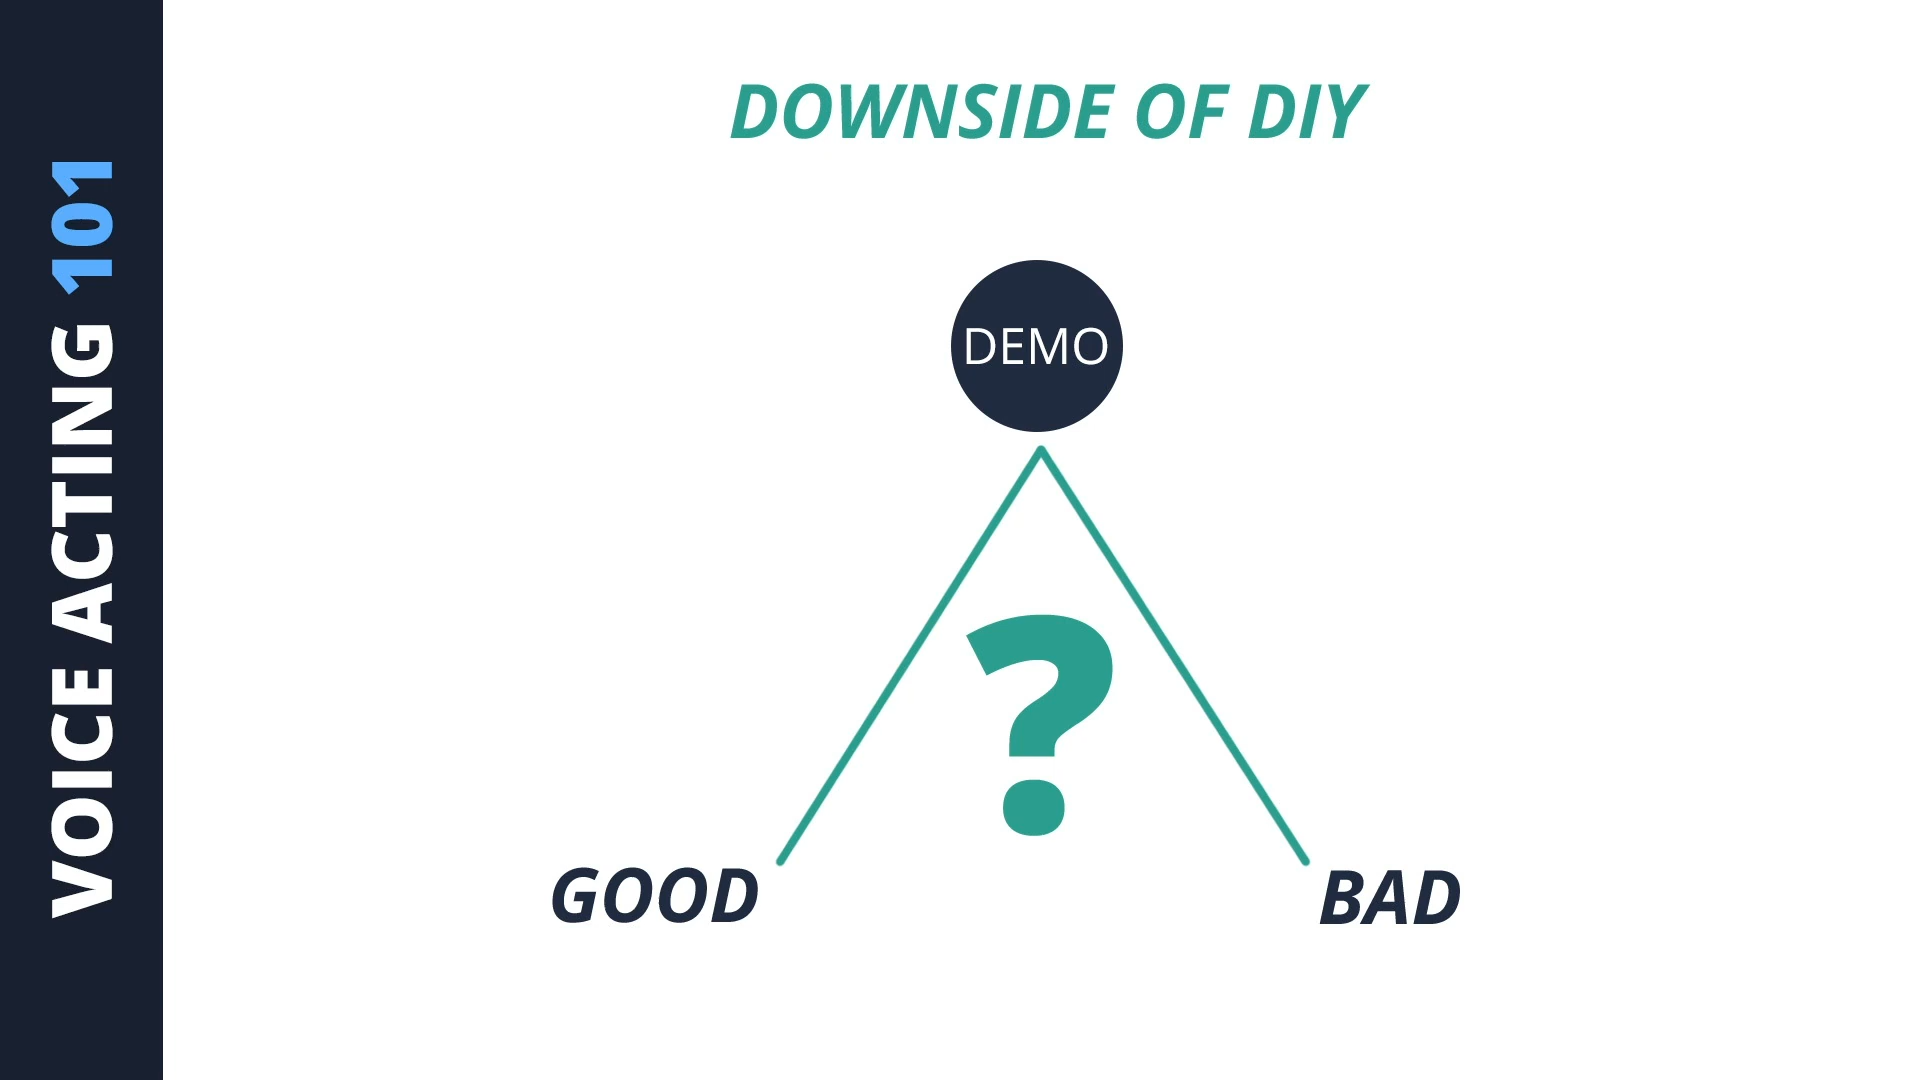 VOICE ACTING 101
DOWNSIDE OF DIY
DEMO
?
GOOD
BAD